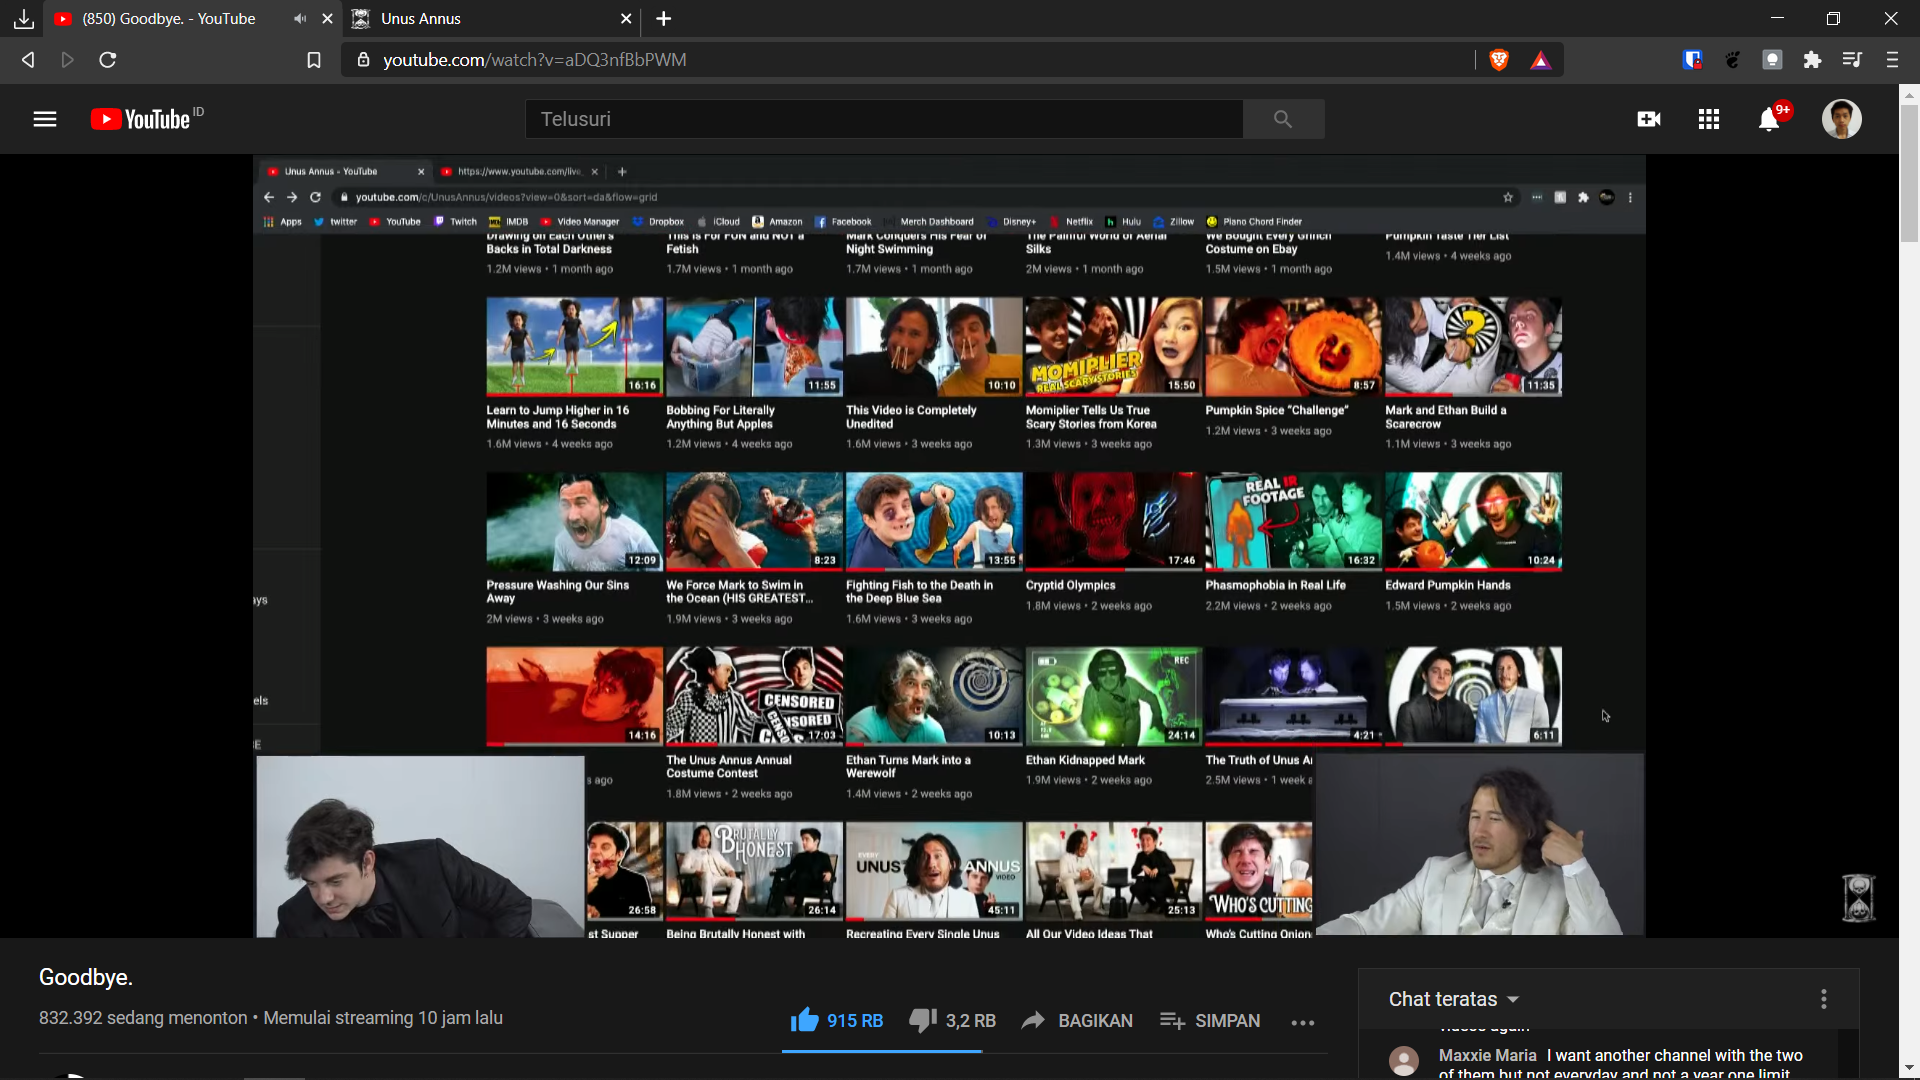 (850) Goodbye. - YouTube
Unus Annus
youtube.com/watch?v=aDQ3nfBbPWM
YouTube ID
Telusuri
9+
Unus Annus - YouTube
https://www.youtube.com/live_
youtube.com/c/UnusAnnus/videos?view=0&sort=da&flow=grid
Apps twitter YouTube Twitch IMDB Video Manager Dropbox iCloud Amazon Facebook Merch Dashboard Disney+ Netflix Hulu Zillow Piano Chord Finder
Drawing on Each Other's
Backs in Total Darkness
1.2M views • 1 month ago
This is For FUN and NOT a
Fetish
1.7M views • 1 month ago
Mark Conquers His Fear of
Night Swimming
1.7M views • 1 month ago
The Painful World of Aerial
Silks
2M views • 1 month ago
We Bought Every Grinch
Costume on Ebay
1.5M views • 1 month ago
Pumpkin Taste Tier List
1.4M views • 4 weeks ago
16:16
Learn to Jump Higher in 16
Minutes and 16 Seconds
1.6M views • 4 weeks ago
11:55
Bobbing For Literally
Anything But Apples
1.2M views • 4 weeks ago
10:10
This Video is Completely
Unedited
1.6M views • 3 weeks ago
MOMIPLIER
REAL SCARY STORIES
15:50
Momiplier Tells Us True
Scary Stories from Korea
1.3M views • 3 weeks ago
8:57
Pumpkin Spice "Challenge"
1.2M views • 3 weeks ago
?
11:35
Mark and Ethan Build a
Scarecrow
1.1M views • 3 weeks ago
12:09
Pressure Washing Our Sins
Away
2M views • 3 weeks ago
8:23
We Force Mark to Swim in
the Ocean (HIS GREATEST...
1.9M views • 3 weeks ago
13:55
Fighting Fish to the Death in
the Deep Blue Sea
1.6M views • 3 weeks ago
17:46
Cryptid Olympics
1.8M views • 2 weeks ago
REAL IR
FOOTAGE
16:32
Phasmophobia in Real Life
2.2M views • 2 weeks ago
10:24
Edward Pumpkin Hands
1.5M views • 2 weeks ago
ays
els
14:16
s ago
CENSORED
CENSORED
17:03
The Unus Annus Annual
Costume Contest
1.8M views • 2 weeks ago
10:13
Ethan Turns Mark into a
Werewolf
1.4M views • 2 weeks ago
REC
24:14
Ethan Kidnapped Mark
1.9M views • 2 weeks ago
4:21
The Truth of Unus A
2.5M views • 1 week a
6:11
26:58
st Supper
BRUTALLY
HONEST
26:14
Being Brutally Honest with
EVERY
UNUS ANNUS
VIDEO
45:11
Recreating Every Single Unus
25:13
All Our Video Ideas That
"WHO'S CUTTING
Who's Cutting Onion
Goodbye.
832.392 sedang menonton • Memulai streaming 10 jam lalu
915 RB 3,2 RB BAGIKAN SIMPAN
Chat teratas
videos again
Maxxie Maria I want another channel with the two
of them but not everyday and not a year one limit